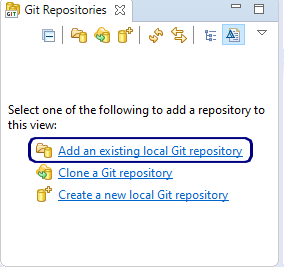 Git Repositories
Select one of the following to add a repository to
this view:
Add an existing local Git repository
Clone a Git repository
Create a new local Git repository